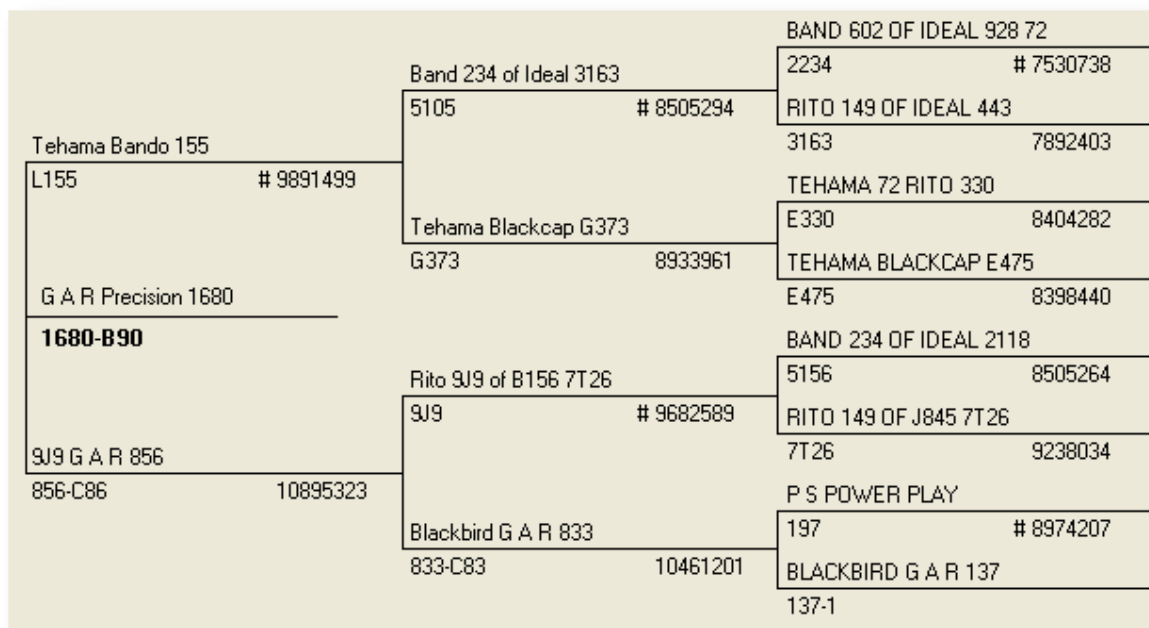 BAND 602 OF IDEAL 928 72
Band 234 of Ideal 3163
2234 # 7530738
5105 # 8505294
RITO 149 OF IDEAL 443
Tehama Bando 155
3163 7892403
L155 # 9891499
TEHAMA 72 RITO 330
Tehama Blackcap G373
E330 8404282
G373 8933961
TEHAMA BLACKCAP E475
G A R Precision 1680
E475 8398440
1680-B90
BAND 234 OF IDEAL 2118
Rito 9J9 of B156 7T26
5156 8505264
9J9 # 9682589
RITO 149 OF J845 7T26
9J9 G A R 856
7T26 9238034
856-C86 10895323
P S POWER PLAY
Blackbird G A R 833
197 # 8974207
833-C83 10461201
BLACKBIRD G A R 137
137-1